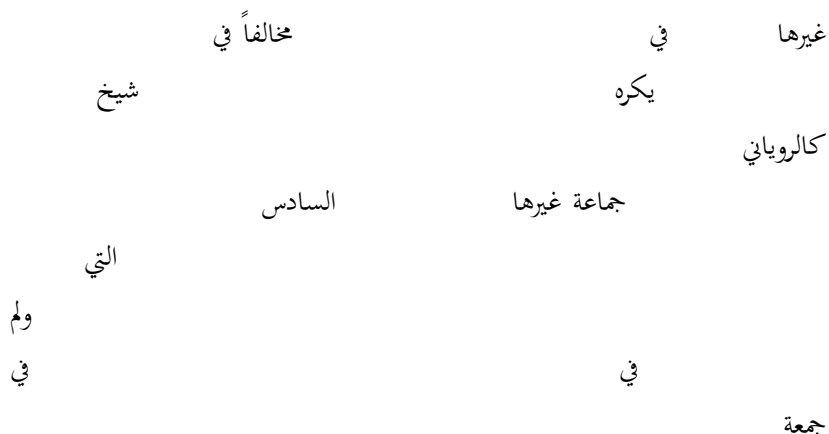 غيرها في مخالفاً في
يكره شيخ
كالروياني
جماعة غيرها السادس
التي
ولم
في في
جمعة